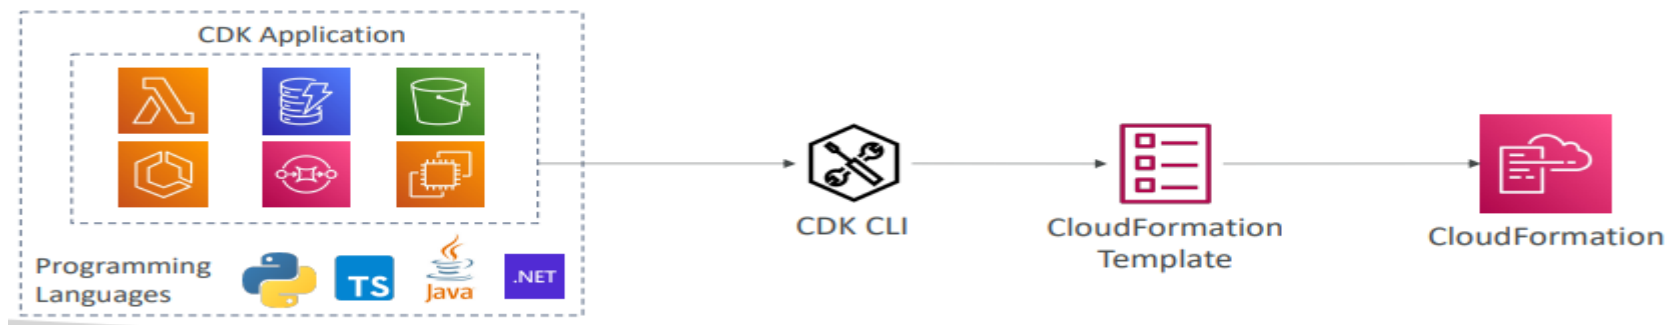 CDK Application
Programming
Languages
TS
Java
.NET
CDK CLI
CloudFormation
Template
CloudFormation